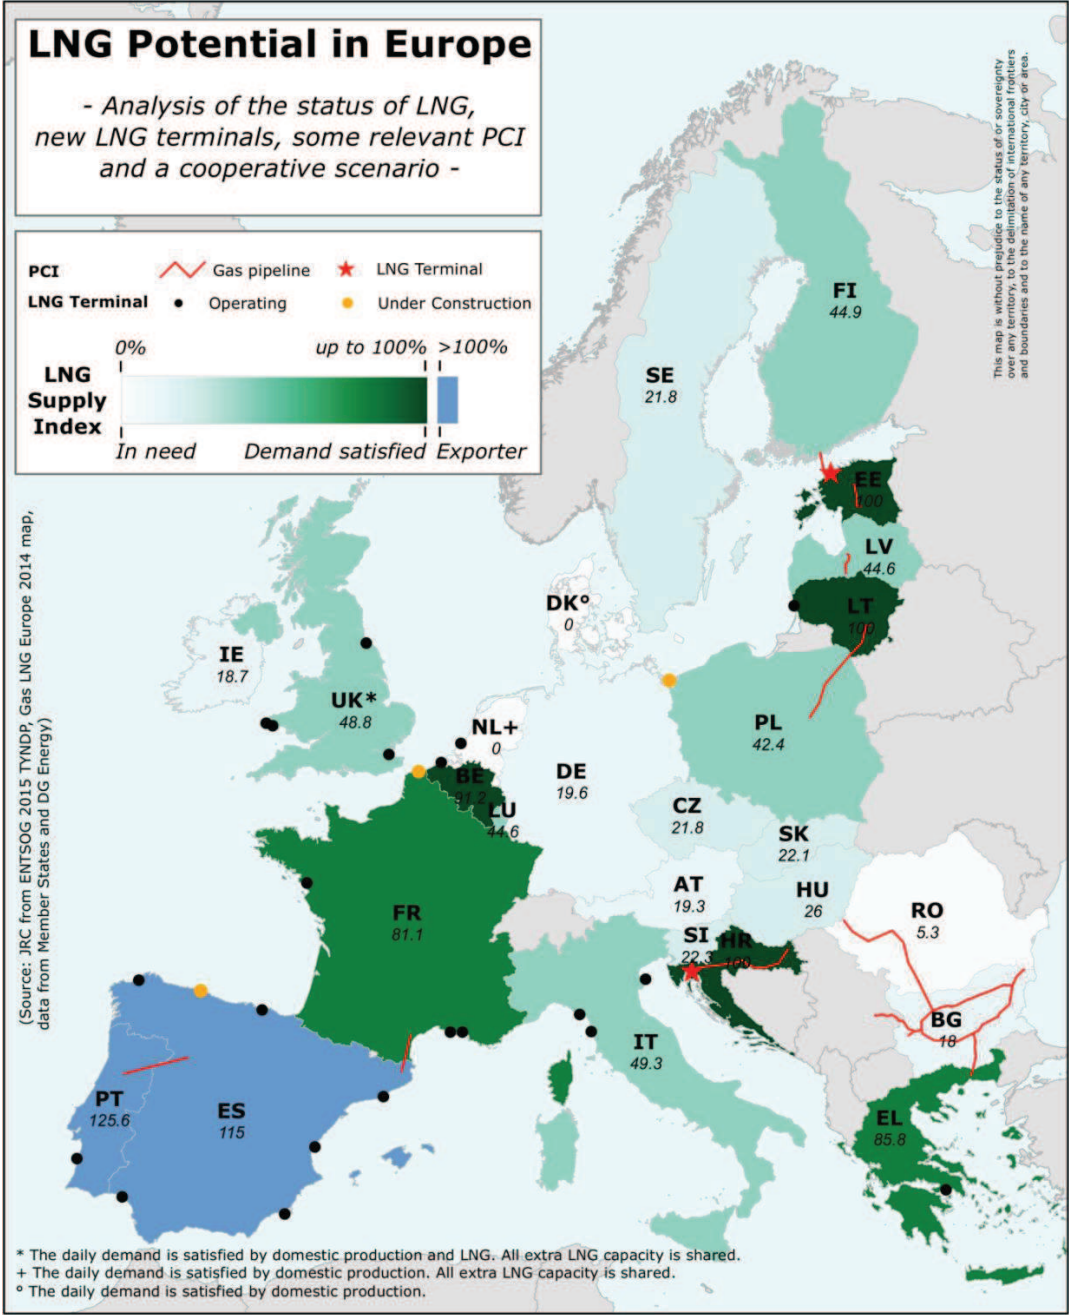 LNG Potential in Europe
- Analysis of the status of LNG,
new LNG terminals, some relevant PCI
and a cooperative scenario -
This map is without prejudice to the status of or sovereignty
over any territory, to the delimitation of international frontiers
and boundaries and to the name of any territory, city or area.
PCI Gas pipeline LNG Terminal
LNG Terminal Operating Under Construction
0% up to 100% >100%
LNG
Supply
Index
In need Demand satisfied Exporter
FI
44.9
SE
21.8
EE
100
LV
44.6
LT
100
DK°
0
IE
18.7
UK*
48.8
NL+
0
PL
42.4
BE
91.2
LU
44.6
DE
19.6
CZ
21.8
SK
22.1
AT
19.3
HU
26
FR
81.1
SI
22.3
HR
100
RO
5.3
BG
18
IT
49.3
PT
125.6
ES
115
EL
85.8
(Source: JRC from ENTSOG 2015 TYNDP, Gas LNG Europe 2014 map,
data from Member States and DG Energy)
* The daily demand is satisfied by domestic production and LNG. All extra LNG capacity is shared.
+ The daily demand is satisfied by domestic production. All extra LNG capacity is shared.
° The daily demand is satisfied by domestic production.